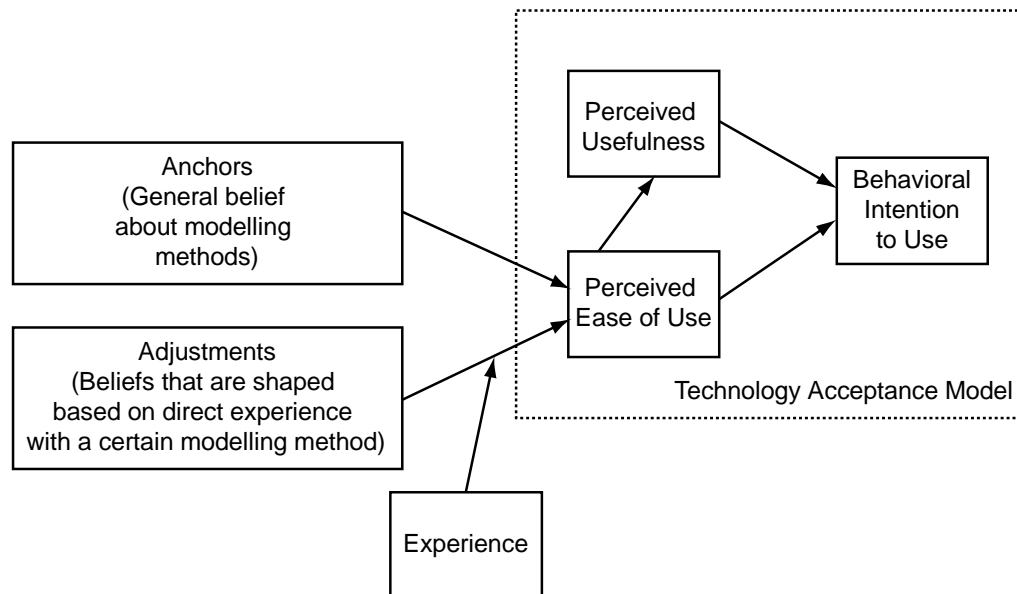 Anchors
(General belief
about modelling
methods)
Adjustments
(Beliefs that are shaped
based on direct experience
with a certain modelling method)
Experience
Perceived
Usefulness
Perceived
Ease of Use
Behavioral
Intention
to Use
Technology Acceptance Model